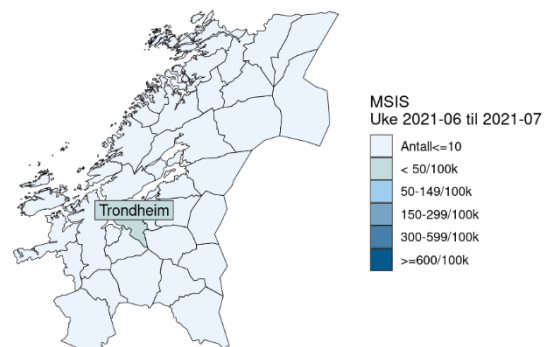 Trondheim
MSIS
Uke 2021-06 til 2021-07
Antall<=10
< 50/100k
50-149/100k
150-299/100k
300-599/100k
>=600/100k